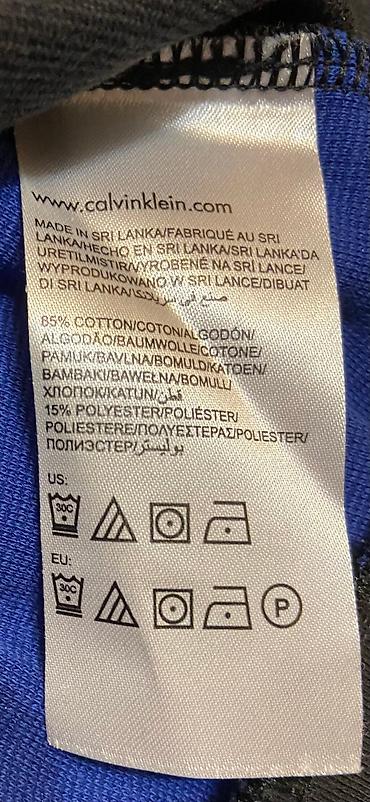 www.calvinklein.com
MADE IN SRI LANKA/FABRIQUÉ AU SRI
LANKA/HECHO EN SRI LANKA/SRI LANKA'DA
URETILMISTIR/VYROBENÉ NA SRI LANCE/
WYPRODUKOWANO W SRI LANCE/DIBUAT
DI SRI LANKA/صنع في سريلانكا
85% COTTON/COTON/ALGODÓN/
ALGODÃO/BAUMWOLLE/COTONE/
PAMUK/BAVLNA/BOMULD/KATOEN/
BAMBAKI/BAWEŁNA/BOMULL/
ХЛОПОК/KATUN/قطن
15% POLYESTER/POLIÉSTER/
POLIESTERE/ΠΟΛΥΕΣΤΕΡΑΣ/POLIESTER/
ПОЛИЭСТЕР/بوليستر
US:
30C
EU:
30C
P